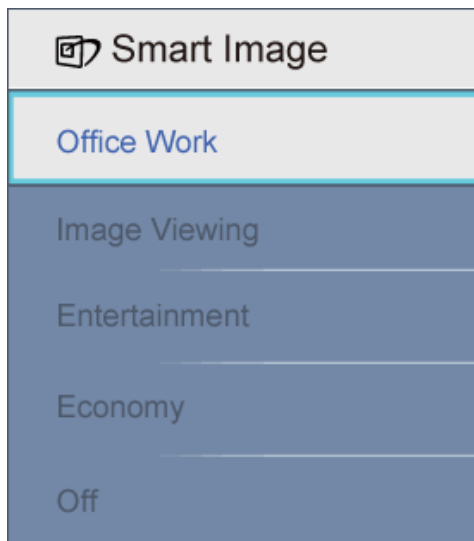 Smart Image
Office Work
Image Viewing
Entertainment
Economy
Off